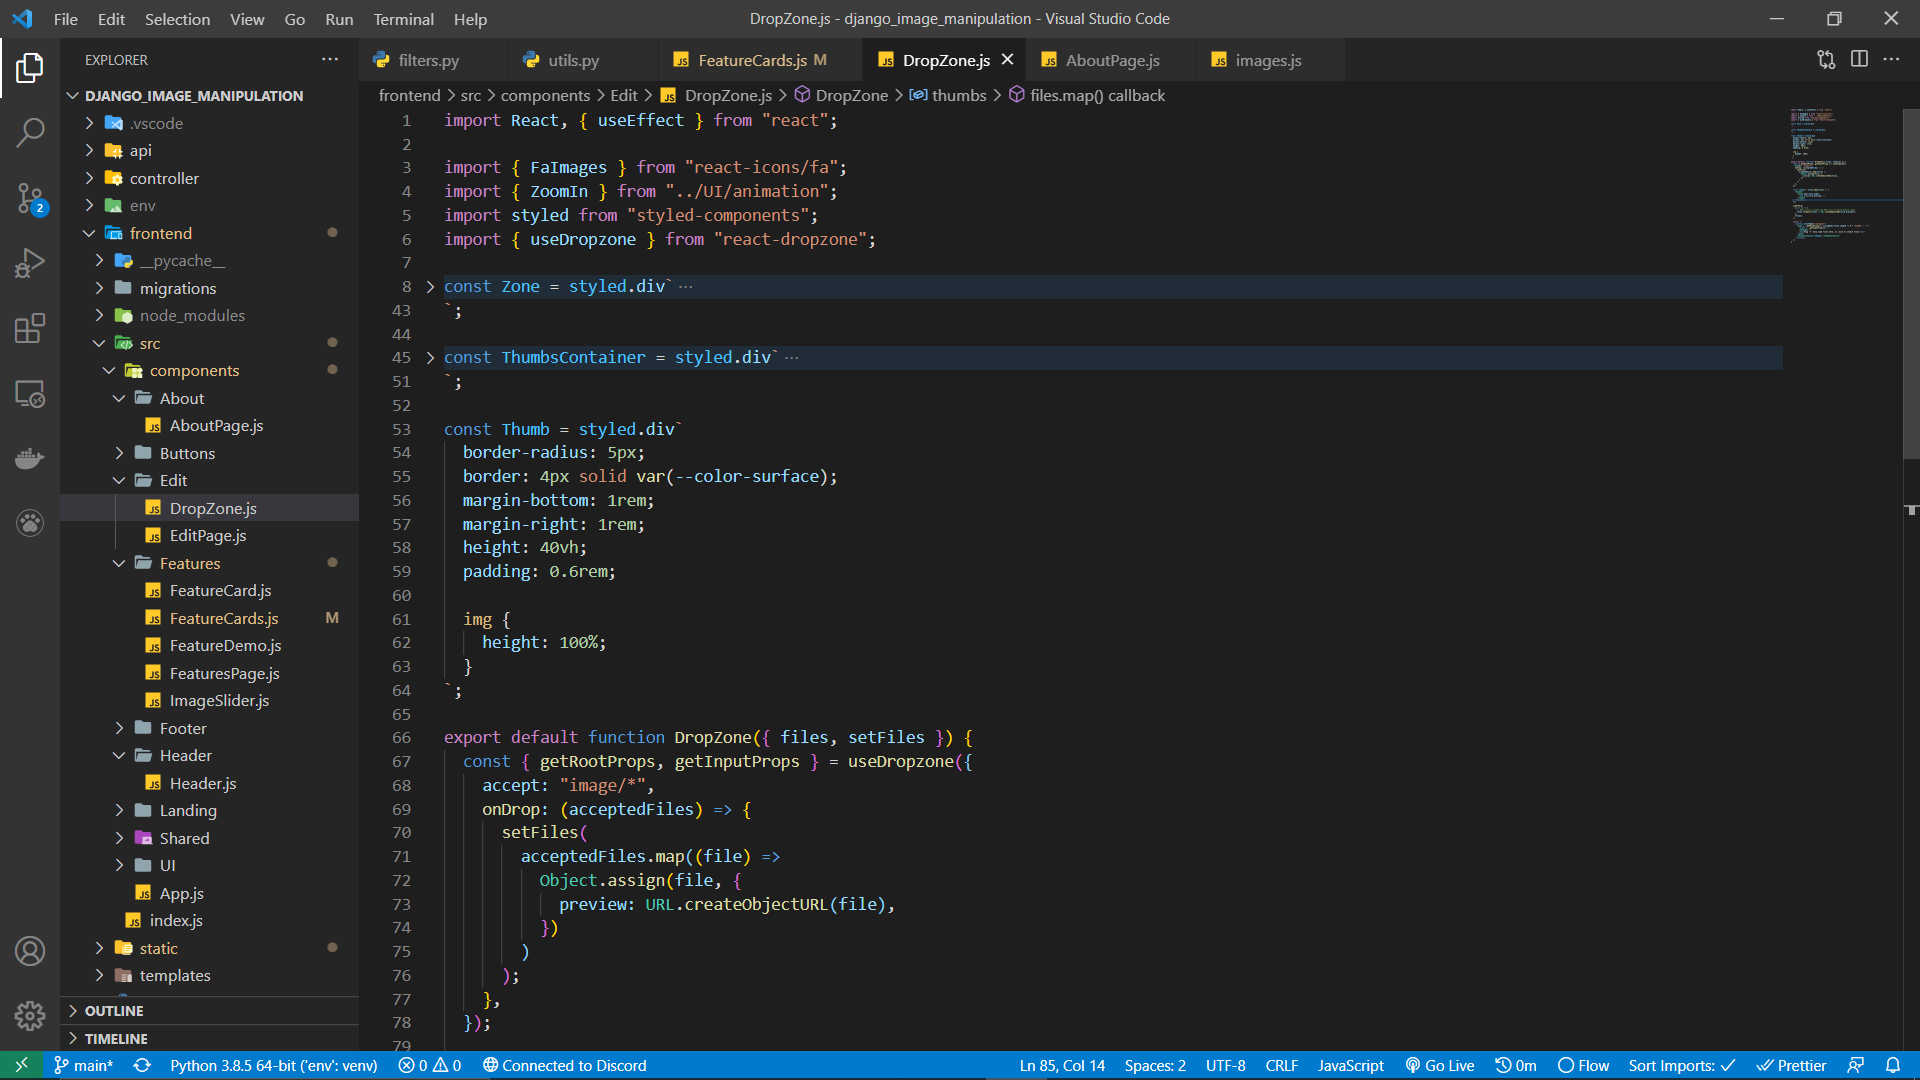 File Edit Selection View Go Run Terminal Help
DropZone.js - django_image_manipulation - Visual Studio Code
EXPLORER
DJANGO_IMAGE_MANIPULATION
.vscode
api
controller
env
frontend
__pycache__
migrations
node_modules
src
components
About
AboutPage.js
Buttons
Edit
DropZone.js
EditPage.js
Features
FeatureCard.js
FeatureCards.js M
FeatureDemo.js
FeaturesPage.js
ImageSlider.js
Footer
Header
Header.js
Landing
Shared
UI
App.js
index.js
static
templates
OUTLINE
TIMELINE
2
filters.py utils.py FeatureCards.js M DropZone.js AboutPage.js images.js
frontend > src > components > Edit > DropZone.js > DropZone > thumbs > files.map() callback
1 import React, { useEffect } from "react";
2
3 import { FaImages } from "react-icons/fa";
4 import { ZoomIn } from "../UI/animation";
5 import styled from "styled-components";
6 import { useDropzone } from "react-dropzone";
7
8 const Zone = styled.div` ···
43 `;
44
45 const ThumbsContainer = styled.div` ···
51 `;
52
53 const Thumb = styled.div`
54 border-radius: 5px;
55 border: 4px solid var(--color-surface);
56 margin-bottom: 1rem;
57 margin-right: 1rem;
58 height: 40vh;
59 padding: 0.6rem;
60
61 img {
62 height: 100%;
63 }
64 `;
65
66 export default function DropZone({ files, setFiles }) {
67 const { getRootProps, getInputProps } = useDropzone({
68 accept: "image/*",
69 onDrop: (acceptedFiles) => {
70 setFiles(
71 acceptedFiles.map((file) =>
72 Object.assign(file, {
73 preview: URL.createObjectURL(file),
74 })
75 )
76 );
77 },
78 });
79
main* Python 3.8.5 64-bit ('env': venv) 0 0 Connected to Discord Ln 85, Col 14 Spaces: 2 UTF-8 CRLF JavaScript Go Live 0m Flow Sort Imports: ✓ Prettier